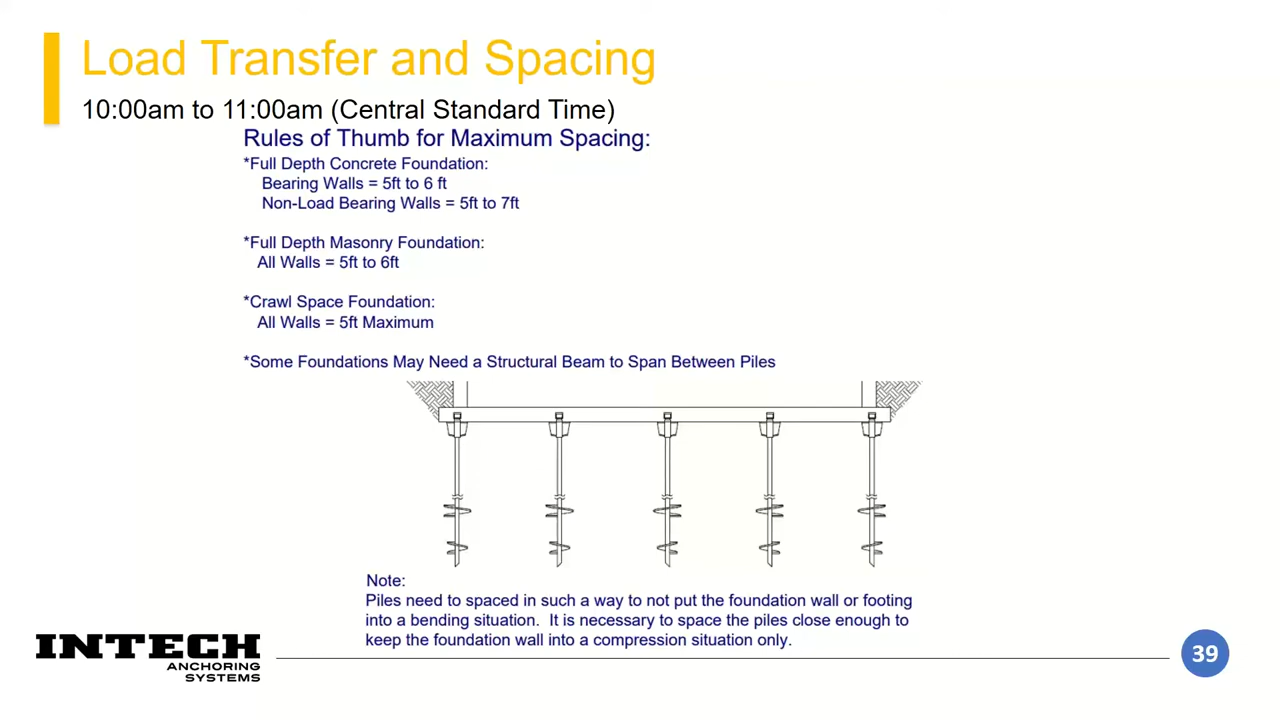 Load Transfer and Spacing
10:00am to 11:00am (Central Standard Time)
Rules of Thumb for Maximum Spacing:
*Full Depth Concrete Foundation:
Bearing Walls = 5ft to 6 ft
Non-Load Bearing Walls = 5ft to 7ft
*Full Depth Masonry Foundation:
All Walls = 5ft to 6ft
*Crawl Space Foundation:
All Walls = 5ft Maximum
*Some Foundations May Need a Structural Beam to Span Between Piles
Note:
Piles need to spaced in such a way to not put the foundation wall or footing
into a bending situation.  It is necessary to space the piles close enough to
keep the foundation wall into a compression situation only.
INTECH
ANCHORING
SYSTEMS
39